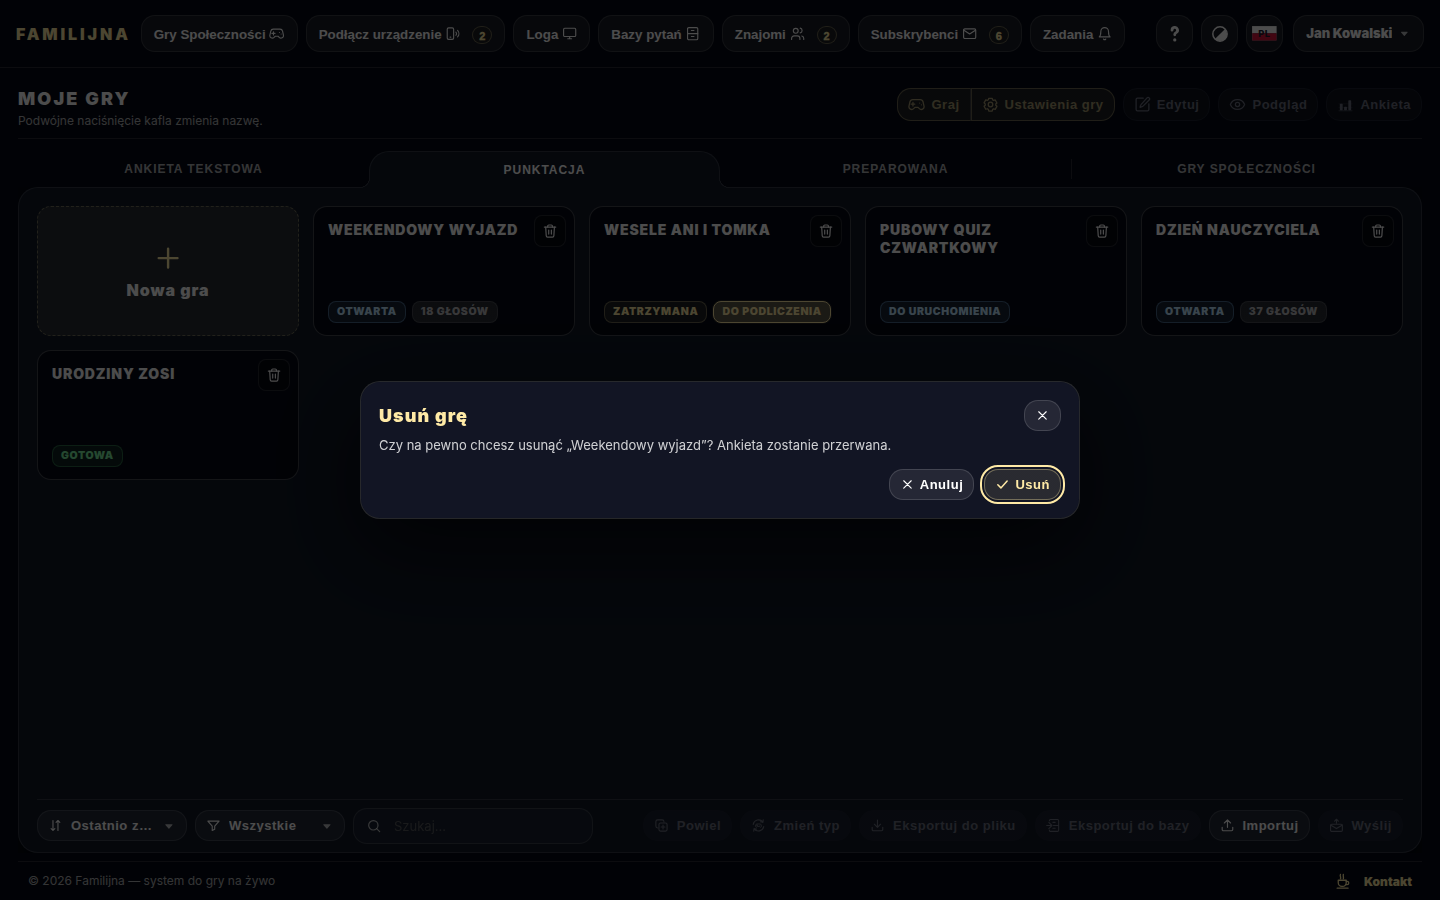 FAMILIJNA
Gry Społeczności
Podłącz urządzenie 2
Loga
Bazy pytań
Znajomi 2
Subskrybenci 6
Zadania
?
PL
Jan Kowalski
MOJE GRY
Podwójne naciśnięcie kafla zmienia nazwę.
Graj
Ustawienia gry
Edytuj
Podgląd
Ankieta
ANKIETA TEKSTOWA
PUNKTACJA
PREPAROWANA
GRY SPOŁECZNOŚCI
Nowa gra
WEEKENDOWY WYJAZD
OTWARTA
18 GŁOSÓW
WESELE ANI I TOMKA
ZATRZYMANA
DO PODLICZENIA
PUBOWY QUIZ
CZWARTKOWY
DO URUCHOMIENIA
DZIEŃ NAUCZYCIELA
OTWARTA
37 GŁOSÓW
URODZINY ZOSI
GOTOWA
Usuń grę
Czy na pewno chcesz usunąć „Weekendowy wyjazd”? Ankieta zostanie przerwana.
Anuluj
Usuń
Ostatnio z...
Wszystkie
Szukaj...
Powiel
Zmień typ
Eksportuj do pliku
Eksportuj do bazy
Importuj
Wyślij
© 2026 Familijna — system do gry na żywo
Kontakt